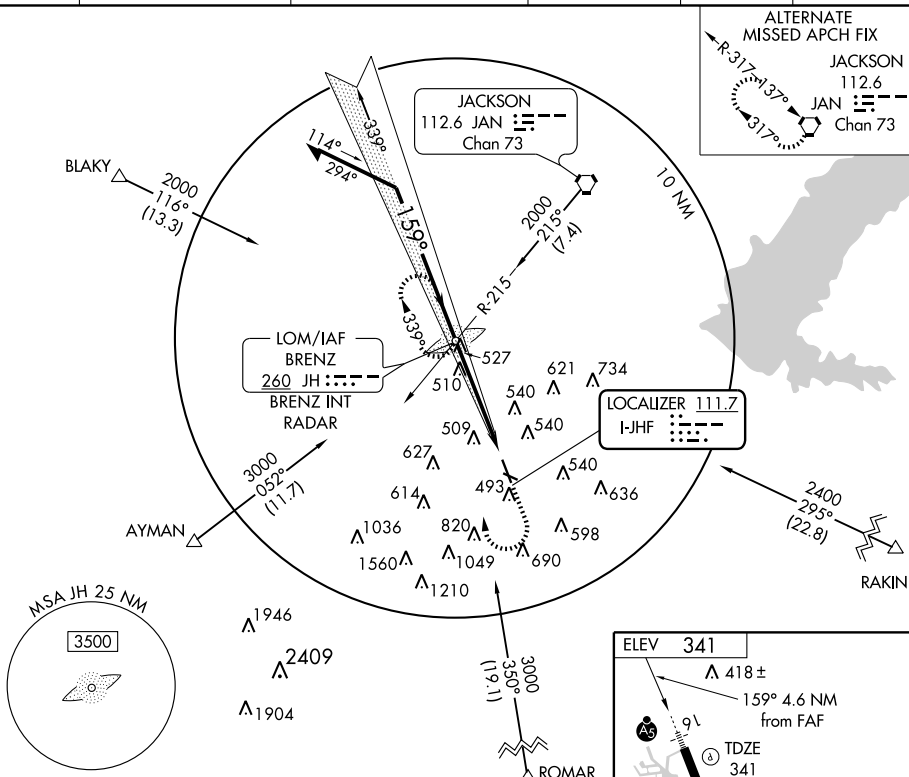 ALTERNATE
MISSED APCH FIX
R-317
137°
317°
JACKSON
112.6
JAN
Chan 73
JACKSON
112.6 JAN
Chan 73
10 NM
339°
114°
294°
159°
BLAKY
2000
116°
(13.3)
2000
215°
(7.4)
R-215
339°
LOM/IAF
BRENZ
260 JH
BRENZ INT
RADAR
527
510
621
734
540
540
509
LOCALIZER 111.7
I-JHF
627
540
493
636
614
3000
052°
(11.7)
AYMAN
2400
295°
(22.8)
RAKIN
1036
820
598
1560
1049
690
1210
MSA JH 25 NM
3500
1946
2409
1904
3000
350°
(19.1)
ROMAR
ELEV 341
418 ±
159° 4.6 NM
from FAF
A5
16
TDZE
341